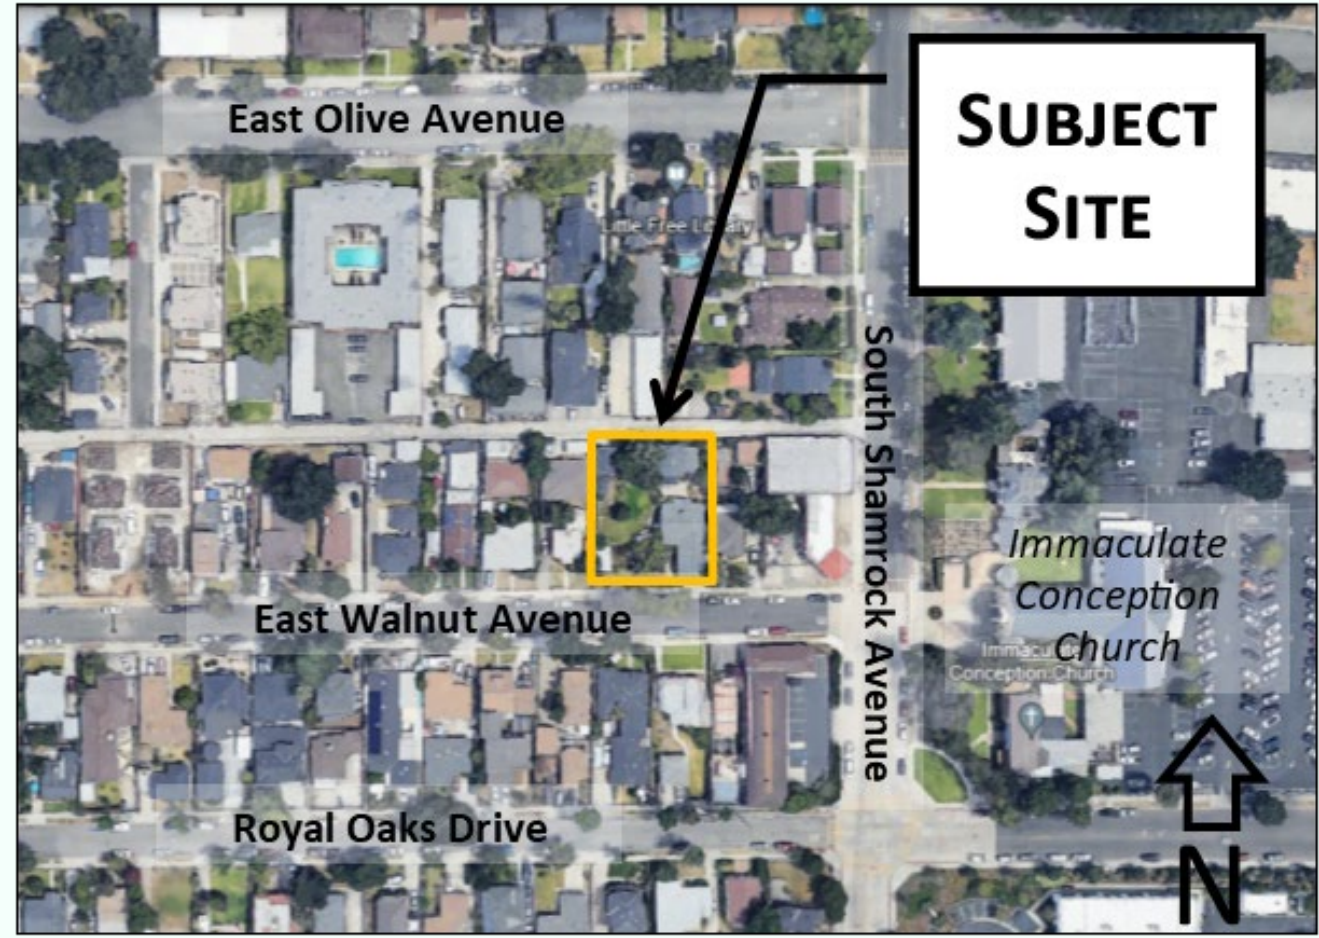 East Olive Avenue
SUBJECT
SITE
Little Free Library
South Shamrock Avenue
Immaculate
Conception
Church
East Walnut Avenue
Immaculate
Conception Church
Royal Oaks Drive
N